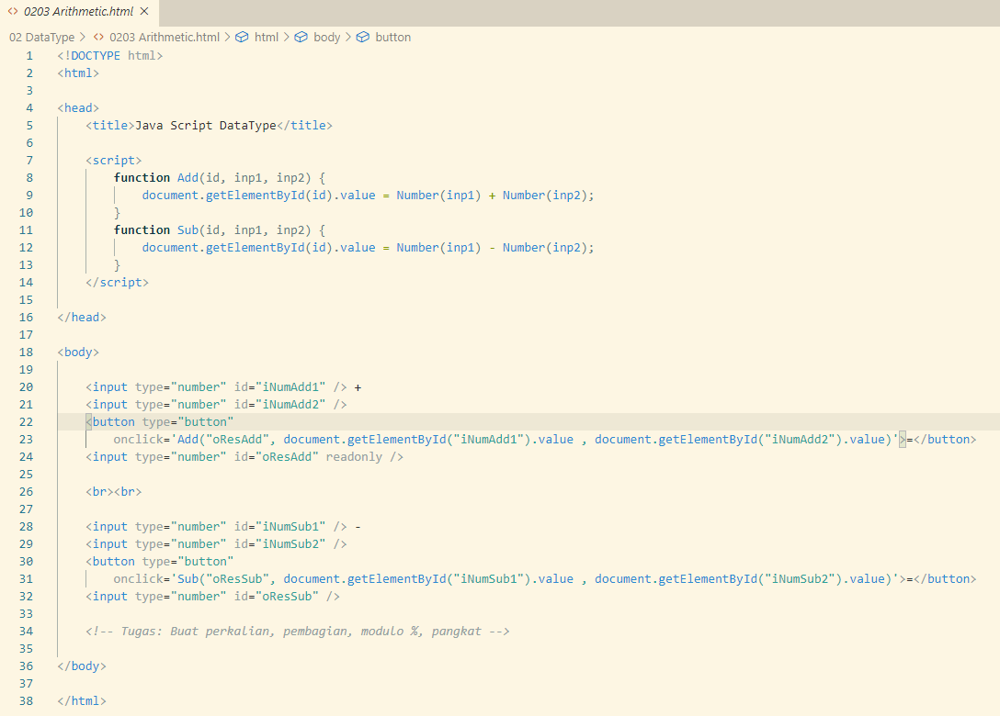 0203 Arithmetic.html
02 DataType > 0203 Arithmetic.html > html > body > button
1 <!DOCTYPE html>
2 <html>
3
4 <head>
5     <title>Java Script DataType</title>
6
7     <script>
8         function Add(id, inp1, inp2) {
9             document.getElementById(id).value = Number(inp1) + Number(inp2);
10         }
11         function Sub(id, inp1, inp2) {
12             document.getElementById(id).value = Number(inp1) - Number(inp2);
13         }
14     </script>
15
16 </head>
17
18 <body>
19
20     <input type="number" id="iNumAdd1" /> +
21     <input type="number" id="iNumAdd2" />
22     <button type="button"
23         onclick='Add("oResAdd", document.getElementById("iNumAdd1").value , document.getElementById("iNumAdd2").value)'>=</button>
24     <input type="number" id="oResAdd" readonly />
25
26     <br><br>
27
28     <input type="number" id="iNumSub1" /> -
29     <input type="number" id="iNumSub2" />
30     <button type="button"
31         onclick='Sub("oResSub", document.getElementById("iNumSub1").value , document.getElementById("iNumSub2").value)'>=</button>
32     <input type="number" id="oResSub" />
33
34     <!-- Tugas: Buat perkalian, pembagian, modulo %, pangkat -->
35
36 </body>
37
38 </html>